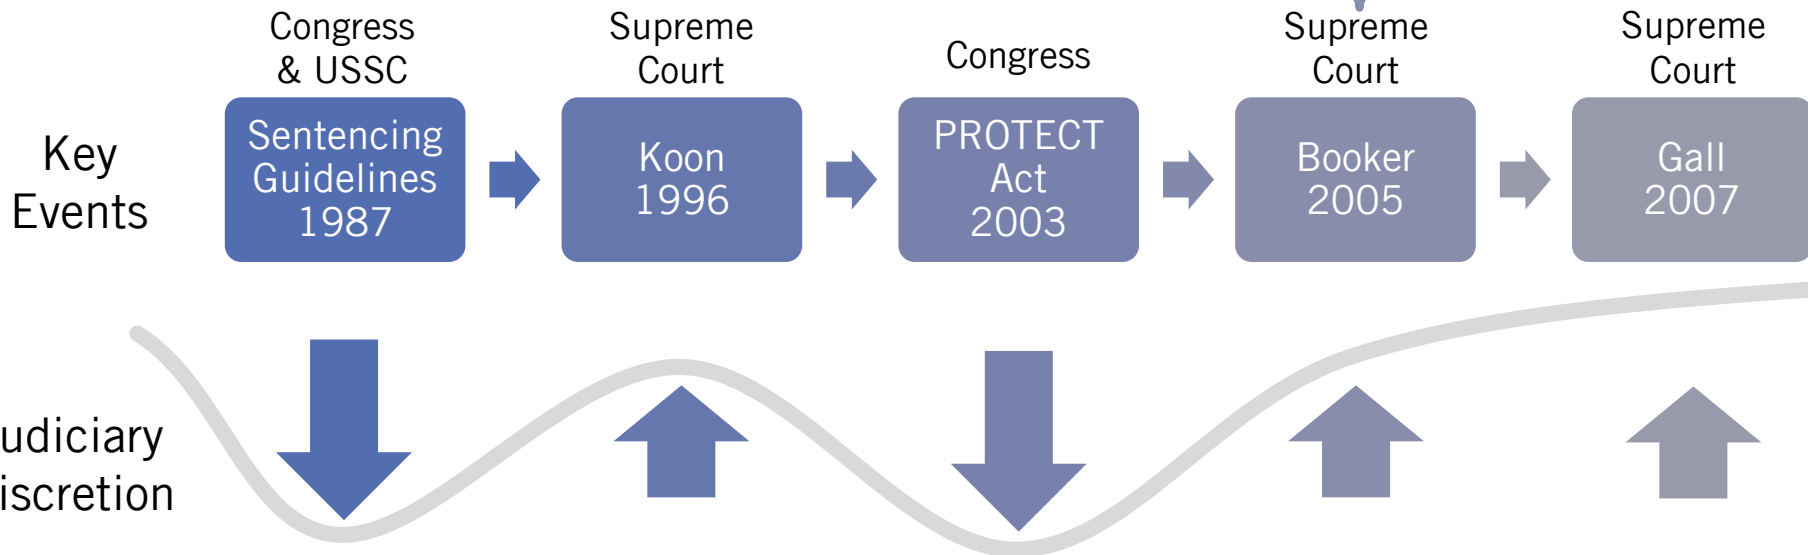 Congress
& USSC
Supreme
Court
Congress
Supreme
Court
Supreme
Court
Key
Events
Sentencing
Guidelines
1987
Koon
1996
PROTECT
Act
2003
Booker
2005
Gall
2007
udiciary
iscretion